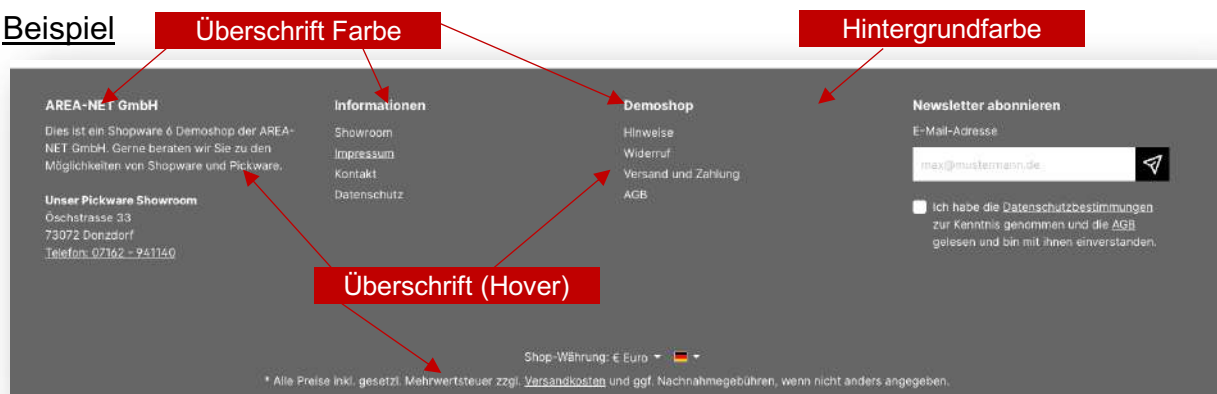 Beispiel
Überschrift Farbe
Hintergrundfarbe
AREA-NET GmbH
Dies ist ein Shopware 6 Demoshop der AREA-
NET GmbH. Gerne beraten wir Sie zu den
Möglichkeiten von Shopware und Pickware.
Unser Pickware Showroom
Öschstrasse 33
73072 Donzdorf
Telefon: 07162 - 941140
Informationen
Showroom
Impressum
Kontakt
Datenschutz
Demoshop
Hinweise
Widerruf
Versand und Zahlung
AGB
Newsletter abonnieren
E-Mail-Adresse
max@mustermann.de
Ich habe die Datenschutzbestimmungen
zur Kenntnis genommen und die AGB
gelesen und bin mit ihnen einverstanden.
Überschrift (Hover)
Shop-Währung: € Euro
* Alle Preise inkl. gesetzl. Mehrwertsteuer zzgl. Versandkosten und ggf. Nachnahmegebühren, wenn nicht anders angegeben.